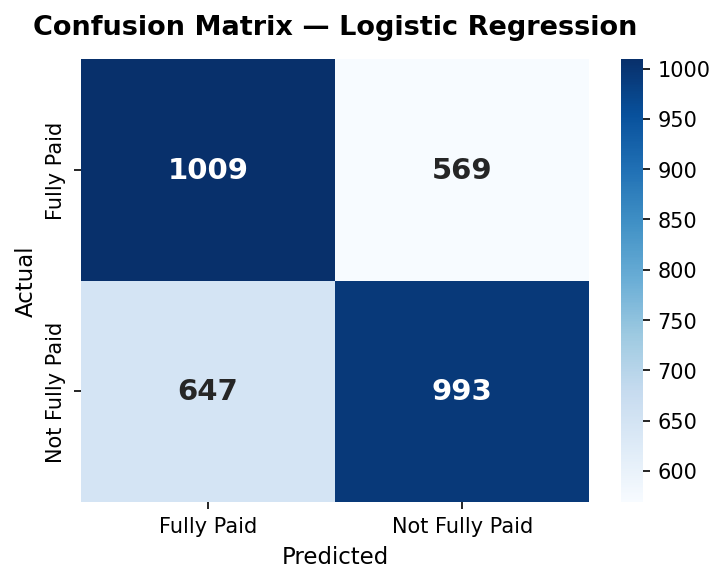 Confusion Matrix — Logistic Regression
Actual
Fully Paid
Not Fully Paid
1009
569
647
993
Fully Paid
Not Fully Paid
Predicted
1000
950
900
850
800
750
700
650
600